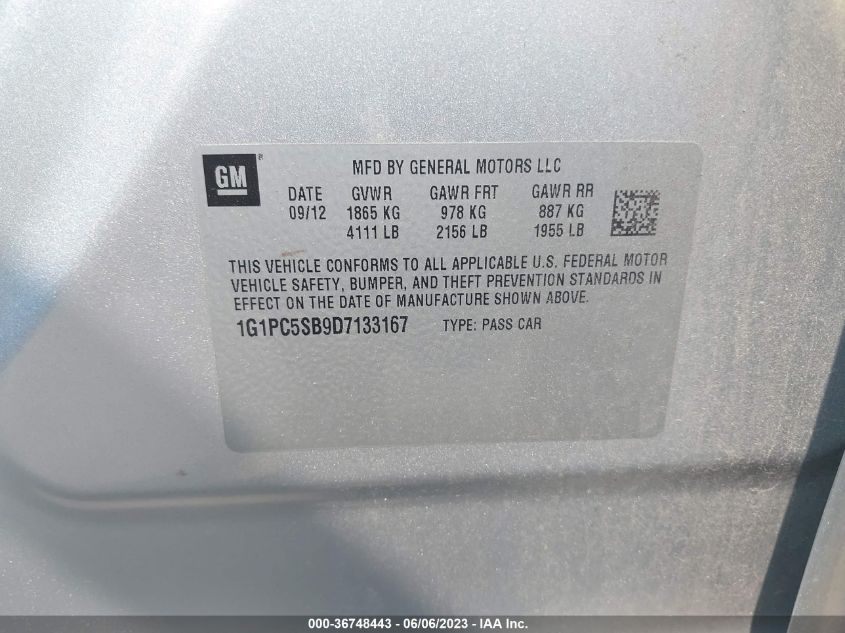 GM ®
MFD BY GENERAL MOTORS LLC
DATE GVWR GAWR FRT GAWR RR
09/12 1865 KG 978 KG 887 KG
4111 LB 2156 LB 1955 LB
THIS VEHICLE CONFORMS TO ALL APPLICABLE U.S. FEDERAL MOTOR
VEHICLE SAFETY, BUMPER, AND THEFT PREVENTION STANDARDS IN
EFFECT ON THE DATE OF MANUFACTURE SHOWN ABOVE.
1G1PC5SB9D7133167 TYPE: PASS CAR
000-36748443 - 06/06/2023 - IAA Inc.